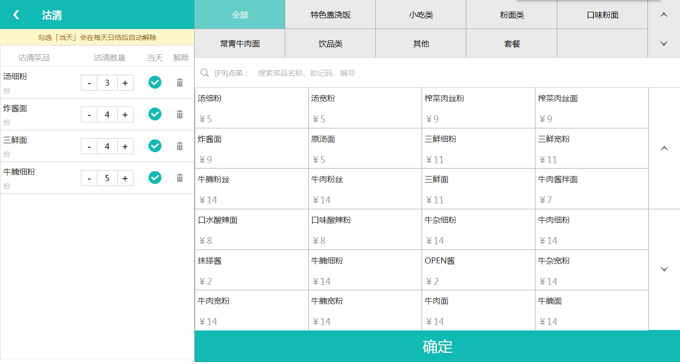 沽清
勾选「当天」会在每天日结后自动解除
沽清菜品 沽清数量 当天 解除
汤细粉
份
- 3 +
炸酱面
份
- 4 +
三鲜面
份
- 4 +
牛腩细粉
份
- 5 +
全部 特色盖浇饭 小吃类 粉面类 口味粉面
常青牛肉面 饮品类 其他 套餐
[F9]点菜： 搜索菜品名称、助记码、编号
汤细粉 汤宽粉 榨菜肉丝粉 榨菜肉丝面
￥5 ￥5 ￥9 ￥9
炸酱面 原汤面 三鲜细粉 三鲜宽粉
￥9 ￥5 ￥11 ￥11
牛腩粉丝 牛肉粉丝 三鲜面 牛肉酱拌面
￥14 ￥14 ￥11 ￥7
口水酸辣面 口味酸辣粉 牛杂细粉 牛肉细粉
￥8 ￥8 ￥14 ￥14
抹搽酱 牛腩细粉 OPEN酱 牛杂宽粉
￥2 ￥14 ￥2 ￥14
牛肉宽粉 牛腩宽粉 牛肉面 牛腩面
￥14 ￥14 ￥14 ￥14
确定